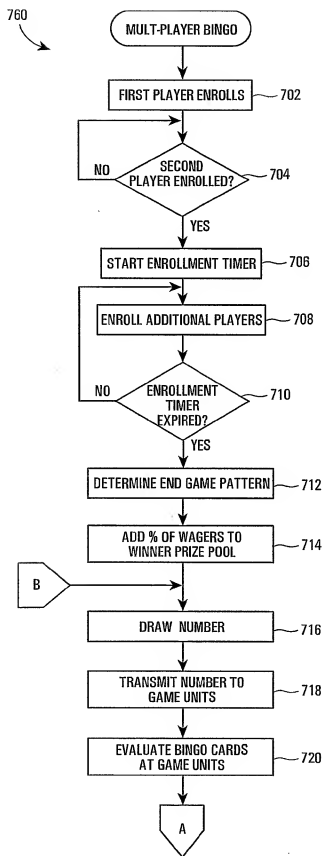 760
MULT-PLAYER BINGO
FIRST PLAYER ENROLLS
702
SECOND
PLAYER ENROLLED?
704
NO
YES
START ENROLLMENT TIMER
706
ENROLL ADDITIONAL PLAYERS
708
ENROLLMENT
TIMER
EXPIRED?
710
NO
YES
DETERMINE END GAME PATTERN
712
ADD % OF WAGERS TO
WINNER PRIZE POOL
714
B
DRAW NUMBER
716
TRANSMIT NUMBER TO
GAME UNITS
718
EVALUATE BINGO CARDS
AT GAME UNITS
720
A